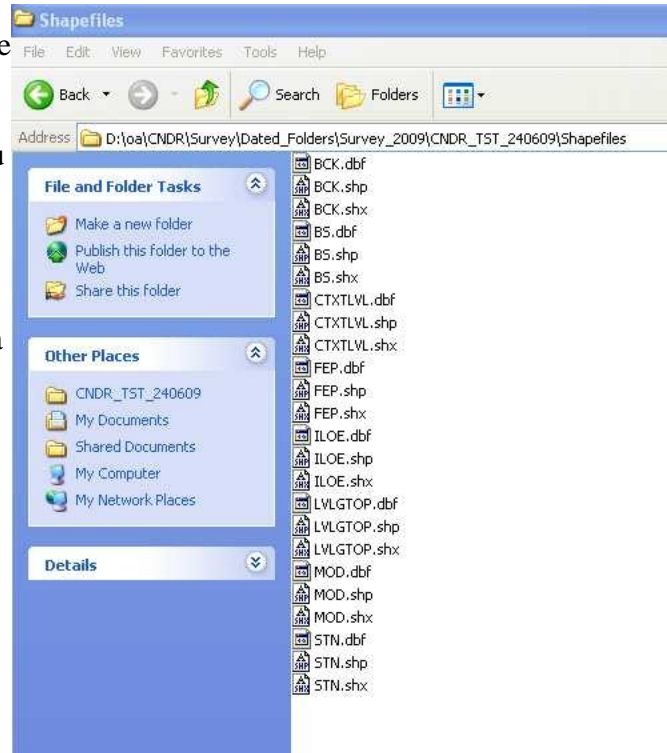 Shapefiles
e
File Edit View Favorites Tools Help
Back Search Folders
Address D:\oa\CNDR\Survey\Dated_Folders\Survey_2009\CNDR_TST_240609\Shapefiles
u
File and Folder Tasks
Make a new folder
Publish this folder to the
Web
Share this folder
a
Other Places
CNDR_TST_240609
My Documents
Shared Documents
My Computer
My Network Places
Details
BCK.dbf
BCK.shp
BCK.shx
BS.dbf
BS.shp
BS.shx
CTXTLVL.dbf
CTXTLVL.shp
CTXTLVL.shx
FEP.dbf
FEP.shp
FEP.shx
ILOE.dbf
ILOE.shp
ILOE.shx
LVLGTOP.dbf
LVLGTOP.shp
LVLGTOP.shx
MOD.dbf
MOD.shp
MOD.shx
STN.dbf
STN.shp
STN.shx